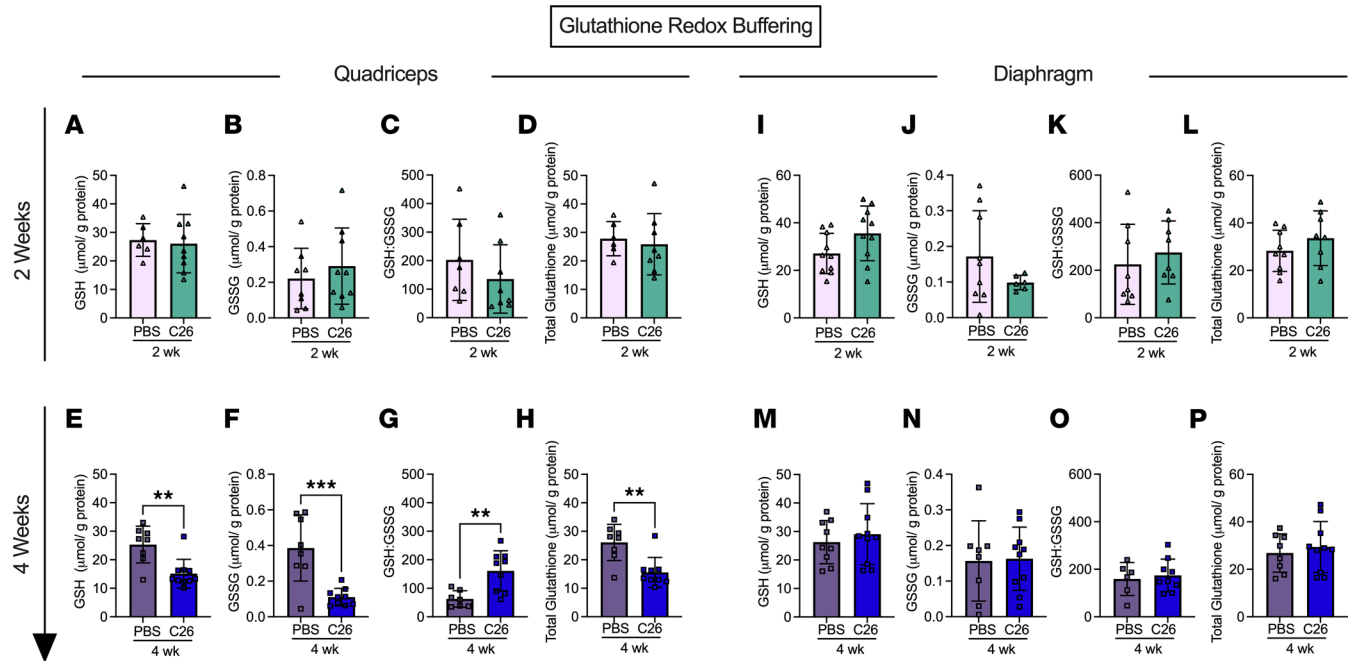 Glutathione Redox Buffering
Quadriceps
Diaphragm
2 Weeks
A
GSH (μmol/ g protein)
50
40
30
20
10
0
PBS C26
2 wk
B
GSSG (μmol/ g protein)
0.8
0.6
0.4
0.2
0.0
PBS C26
2 wk
C
GSH:GSSG
500
400
300
200
100
0
PBS C26
2 wk
D
Total Glutathione (μmol/ g protein)
50
40
30
20
10
0
PBS C26
2 wk
I
GSH (μmol/ g protein)
60
40
20
0
PBS C26
2 wk
J
GSSG (μmol/ g protein)
0.4
0.3
0.2
0.1
0.0
PBS C26
2 wk
K
GSH:GSSG
600
400
200
0
PBS C26
2 wk
L
Total Glutathione (μmol/ g protein)
60
40
20
0
PBS C26
2 wk
4 Weeks
E
GSH (μmol/ g protein)
50
40
30
20
10
0
**
PBS C26
4 wk
F
GSSG (μmol/ g protein)
0.8
0.6
0.4
0.2
0.0
***
PBS C26
4 wk
G
GSH:GSSG
500
400
300
200
100
0
**
PBS C26
4 wk
H
Total Glutathione (μmol/ g protein)
50
40
30
20
10
0
**
PBS C26
4 wk
M
GSH (μmol/ g protein)
60
40
20
0
PBS C26
4 wk
N
GSSG (μmol/ g protein)
0.4
0.3
0.2
0.1
0.0
PBS C26
4 wk
O
GSH:GSSG
600
400
200
0
PBS C26
4 wk
P
Total Glutathione (μmol/ g protein)
60
40
20
0
PBS C26
4 wk